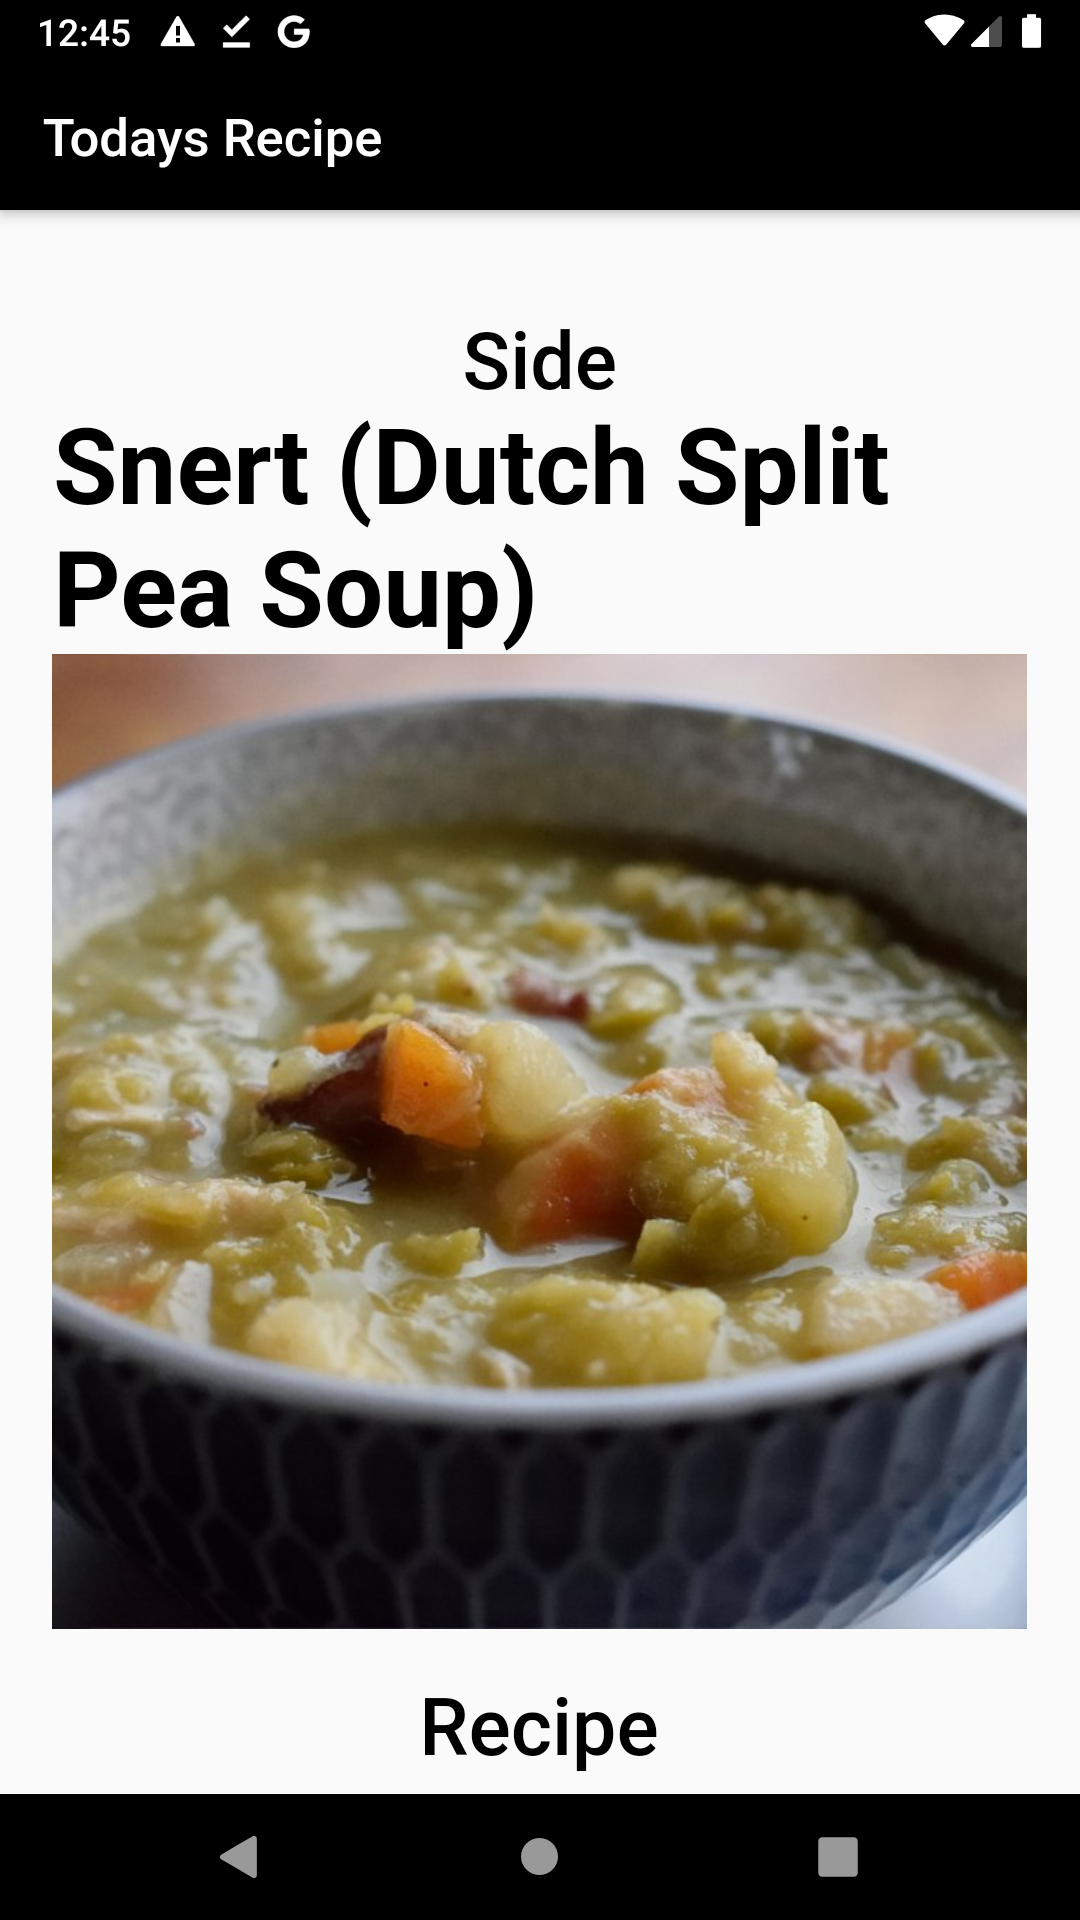 12:45
Todays Recipe
Side
Snert (Dutch Split
Pea Soup)
Recipe